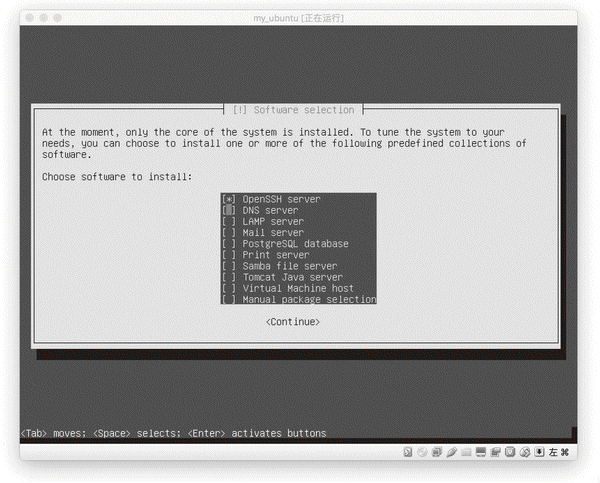 my_ubuntu [正在运行]
[!] Software selection
At the moment, only the core of the system is installed. To tune the system to your
needs, you can choose to install one or more of the following predefined collections of
software.
Choose software to install:
[*] OpenSSH server
[ ] DNS server
[ ] LAMP server
[ ] Mail server
[ ] PostgreSQL database
[ ] Print server
[ ] Samba file server
[ ] Tomcat Java server
[ ] Virtual Machine host
[ ] Manual package selection
<Continue>
<Tab> moves; <Space> selects; <Enter> activates buttons
左 ⌘